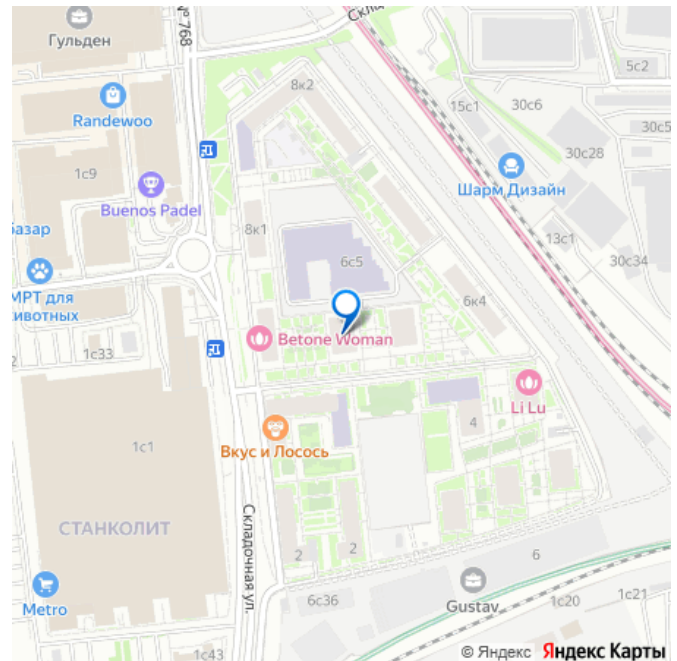 Гульден
№ 768
Складо
5с2
8к2
15с1
30с6
Randewoo
30с5
30с28
1с9
Шарм Дизайн
Buenos Padel
базар
8к1
13с1
6с5
30с34
МРТ для
животных
6к4
Betone Woman
1с33
Li Lu
4
Вкус и Лосось
1с1
СТАНКОЛИТ
Складочная ул.
2
2
6
Metro
6с36
Gustav
1с20
1с21
1с43
© Яндекс Яндекс Карты